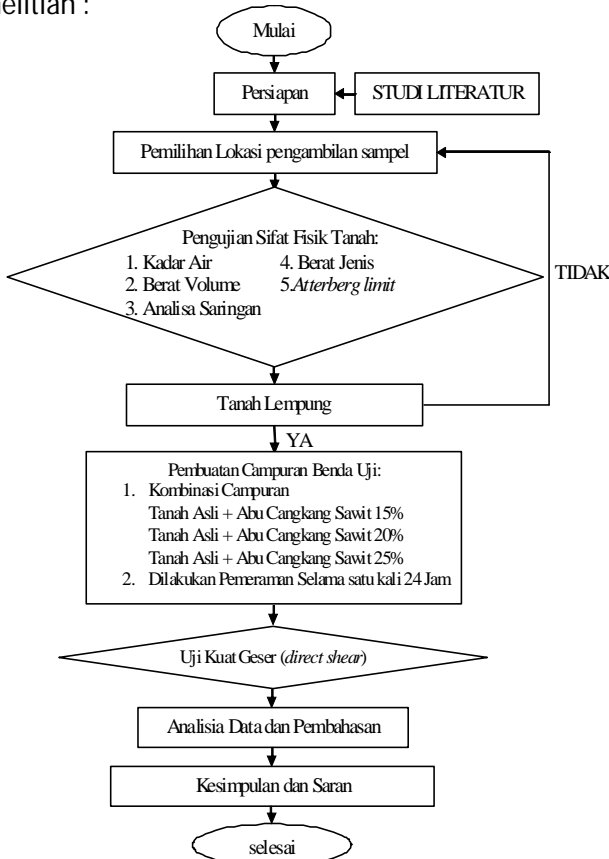 Mulai
Persiapan
STUDI LITERATUR
Pemilihan Lokasi pengambilan sampel
Pengujian Sifat Fisik Tanah:
1. Kadar Air 4. Berat Jenis
2. Berat Volume 5.Atterberg limit
3. Analisa Saringan
TIDAK
Tanah Lempung
YA
Pembuatan Campuran Benda Uji:
1. Kombinasi Campuran
Tanah Asli + Abu Cangkang Sawit 15%
Tanah Asli + Abu Cangkang Sawit 20%
Tanah Asli + Abu Cangkang Sawit 25%
2. Dilakukan Pemeraman Selama satu kali 24 Jam
Uji Kuat Geser (direct shear)
Analisia Data dan Pembahasan
Kesimpulan dan Saran
selesai